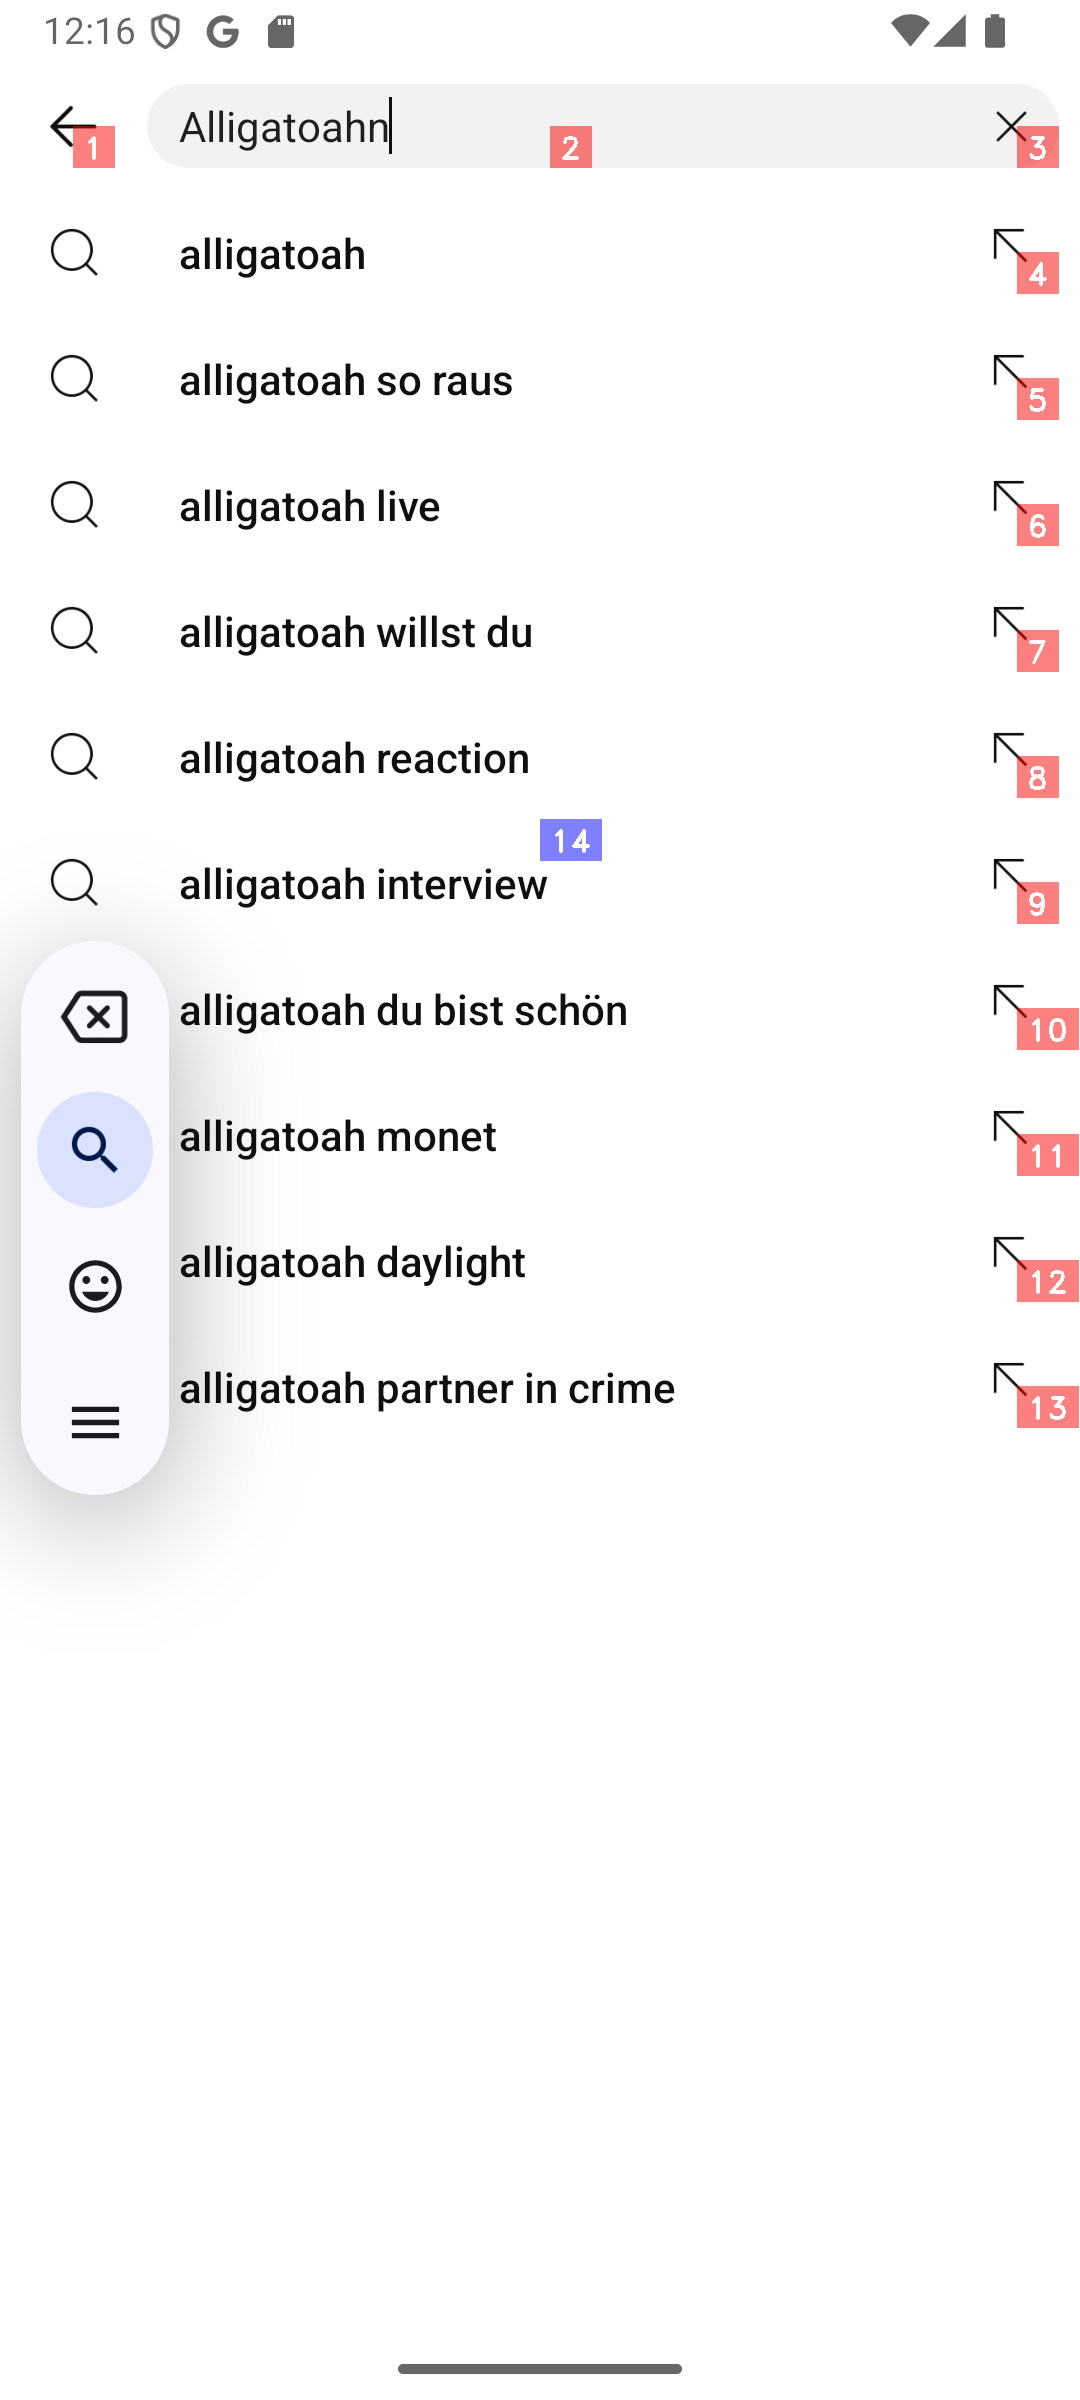 12:16
Alligatoahn
1
2
3
alligatoah
4
alligatoah so raus
5
alligatoah live
6
alligatoah willst du
7
alligatoah reaction
8
14
alligatoah interview
9
alligatoah du bist schön
10
alligatoah monet
11
alligatoah daylight
12
alligatoah partner in crime
13